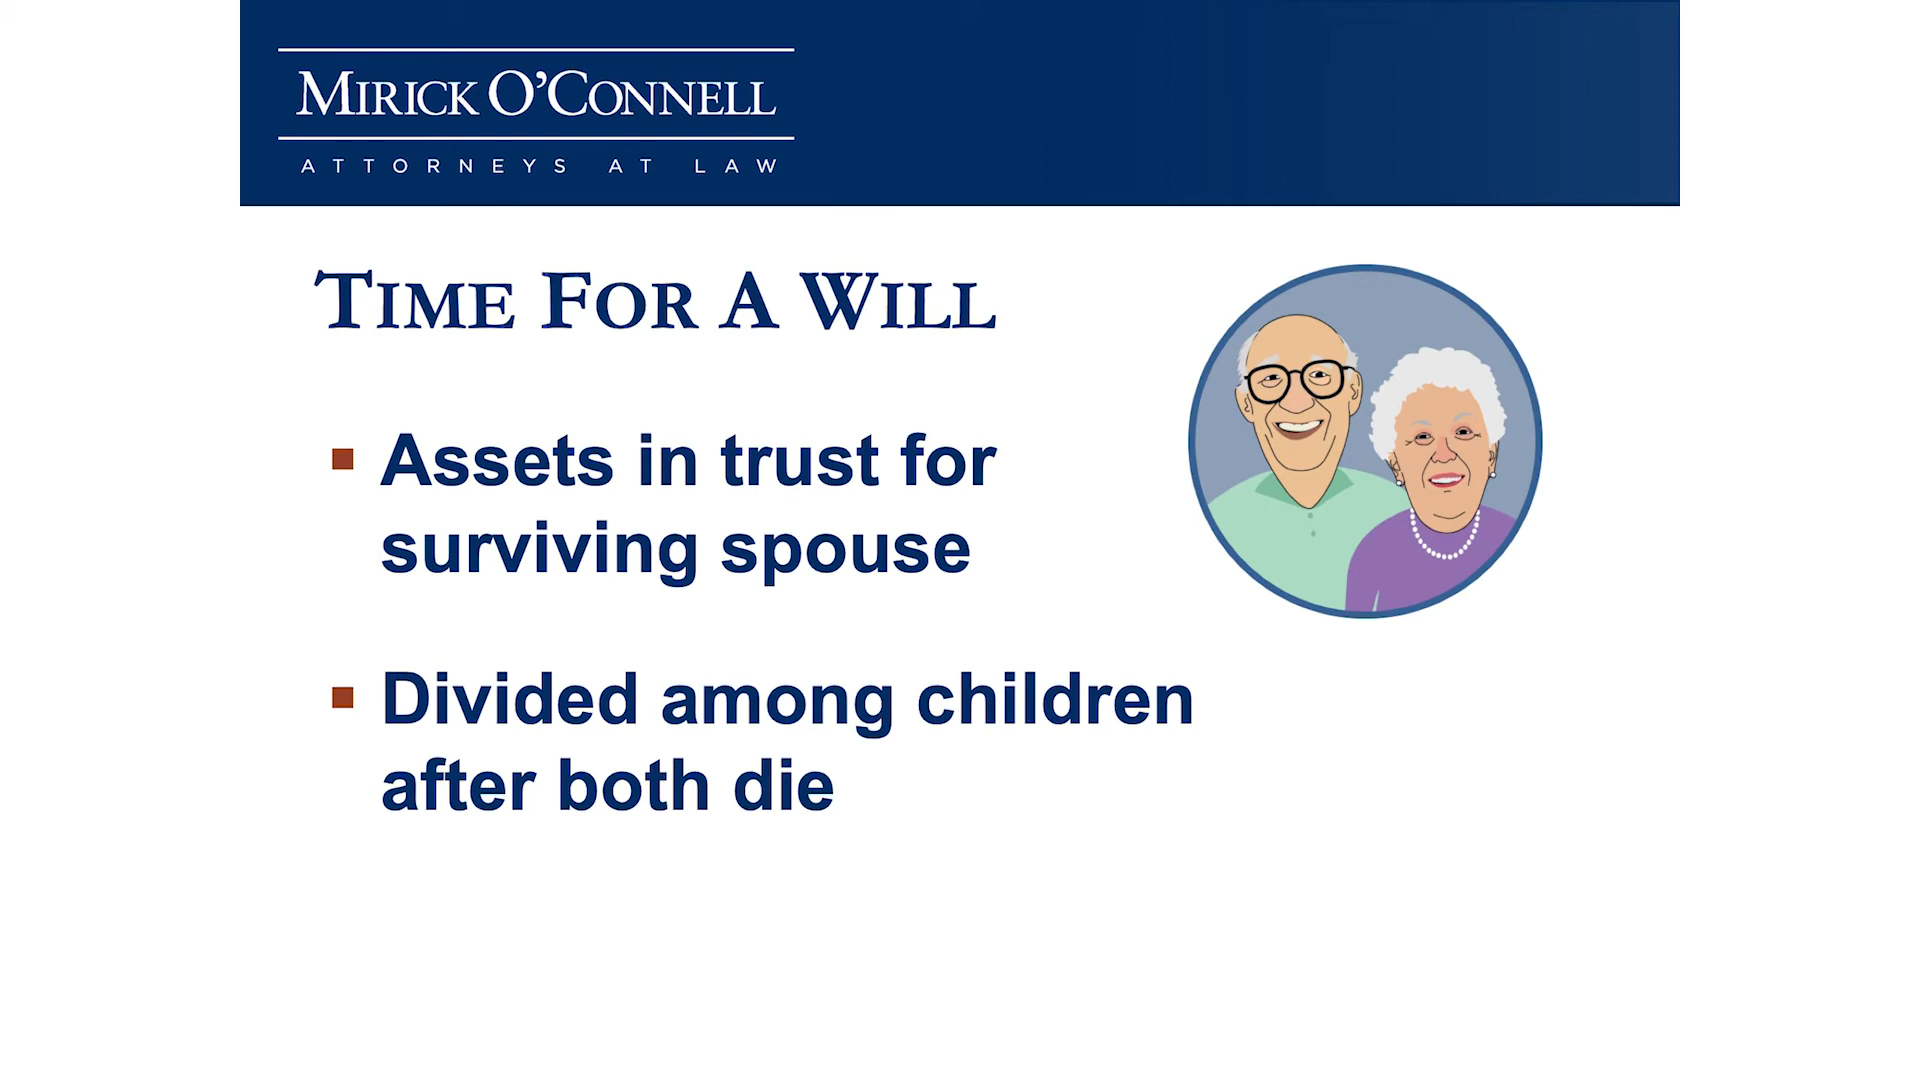 MIRICK O'CONNELL
ATTORNEYS AT LAW
TIME FOR A WILL
▪ Assets in trust for
surviving spouse
▪ Divided among children
after both die